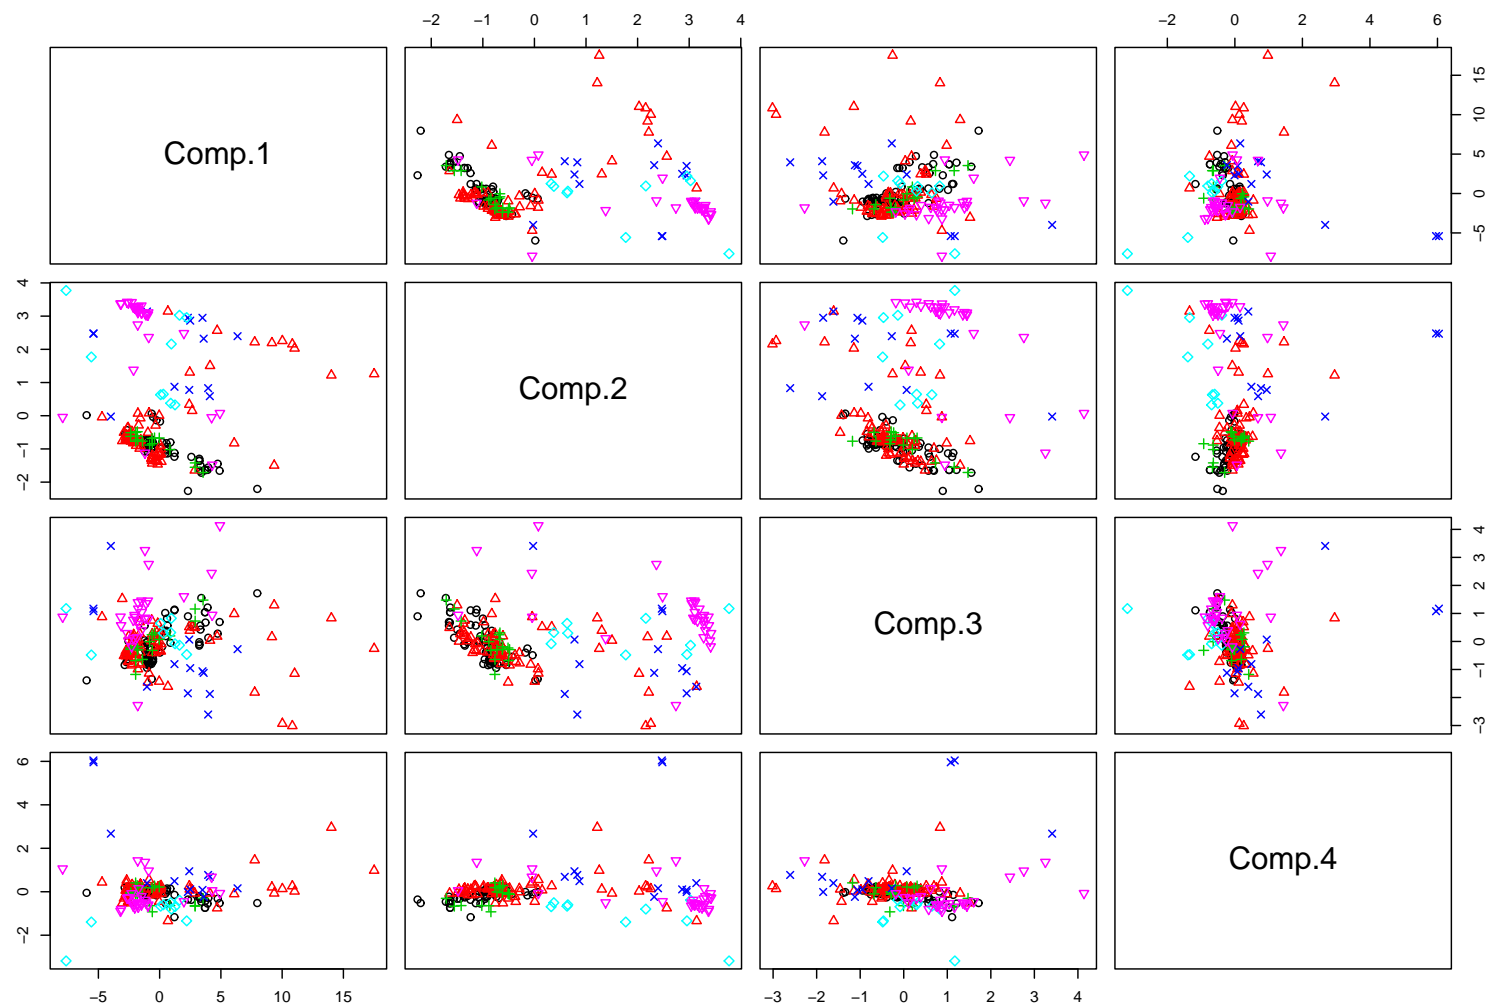 −2 −1 0 1 2 3 4 −2 0 2 4 6
Comp.1
−5 0 5 10 15
−2 −1 0 1 2 3 4
Comp.2
Comp.3
−3 −1 0 1 2 3 4
−2 0 2 4 6
Comp.4
−5 0 5 10 15 −3 −2 −1 0 1 2 3 4